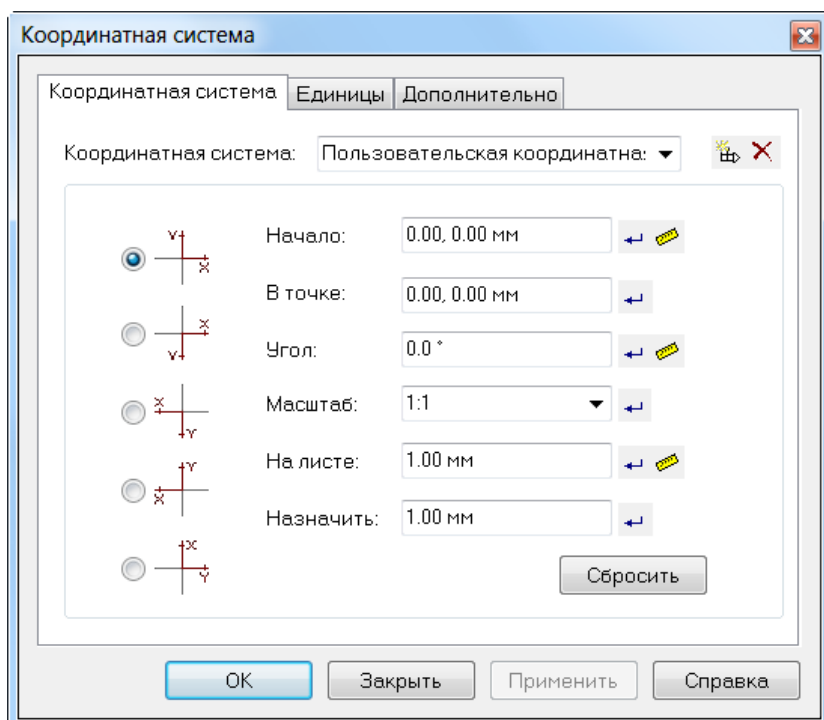 Координатная система
Координатная система Единицы Дополнительно
Координатная система: Пользовательская координатна:
Y
X
Начало: 0.00, 0.00 мм
В точке: 0.00, 0.00 мм
X
Y
Угол: 0.0 °
X
Y
Масштаб: 1:1
Y
X
На листе: 1.00 мм
Назначить: 1.00 мм
X
Y
Сбросить
OK Закрыть Применить Справка